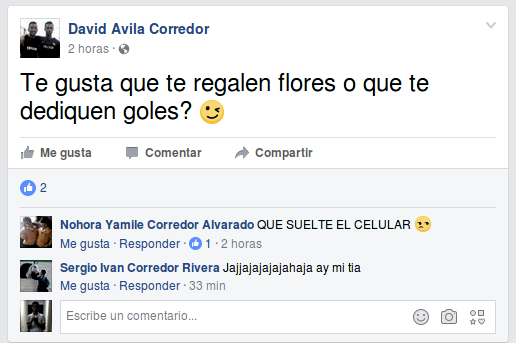 David Avila Corredor
2 horas ·
Te gusta que te regalen flores o que te
dediquen goles? 😉
Me gusta Comentar Compartir
2
Nohora Yamile Corredor Alvarado QUE SUELTE EL CELULAR 😒
Me gusta · Responder · 1 · 2 horas
Sergio Ivan Corredor Rivera Jajjajajajajahaja ay mi tia
Me gusta · Responder · 33 min
Escribe un comentario...